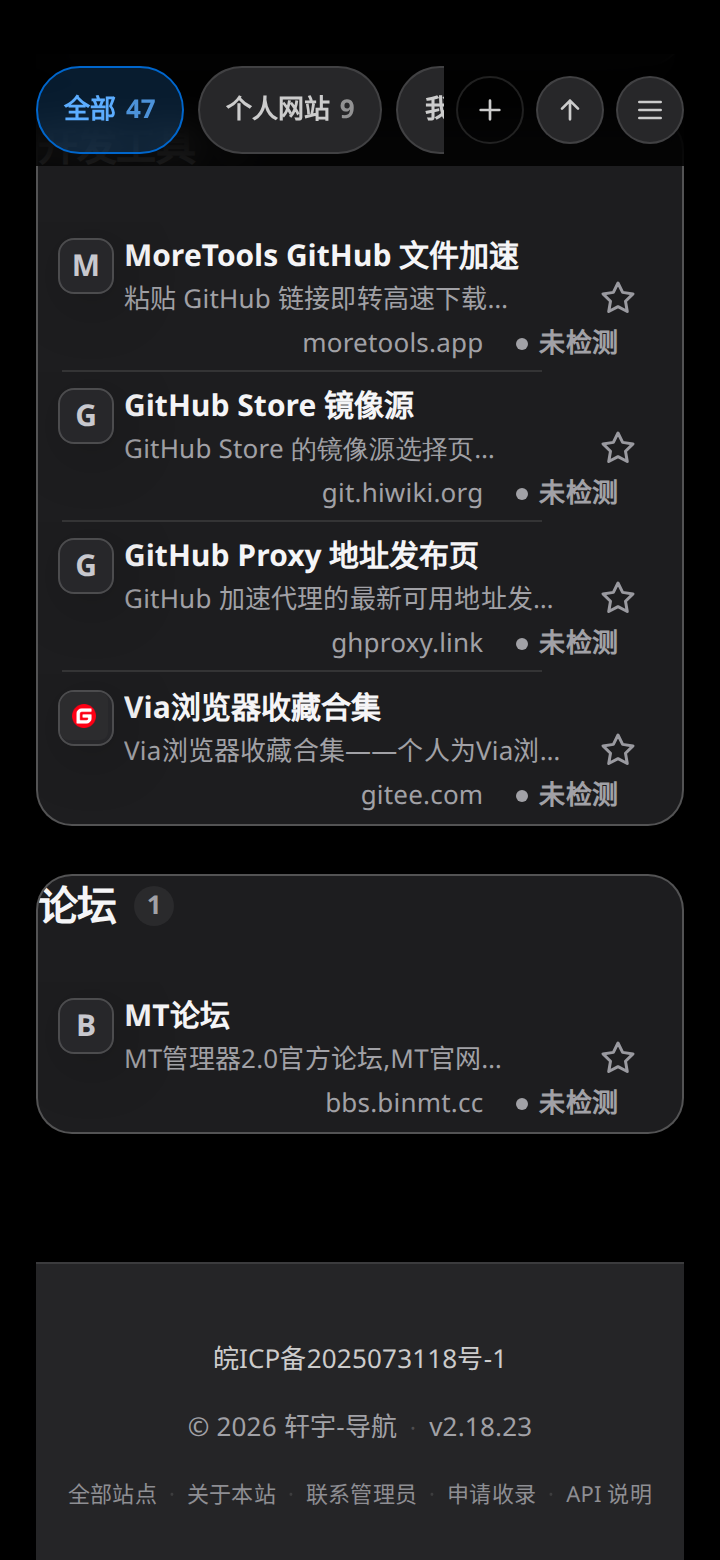 全部 47
个人网站 9
我
开发工具
M
MoreTools GitHub 文件加速
粘贴 GitHub 链接即转高速下载...
moretools.app
未检测
G
GitHub Store 镜像源
GitHub Store 的镜像源选择页...
git.hiwiki.org
未检测
G
GitHub Proxy 地址发布页
GitHub 加速代理的最新可用地址发...
ghproxy.link
未检测
G
Via浏览器收藏合集
Via浏览器收藏合集——个人为Via浏...
gitee.com
未检测
论坛 1
B
MT论坛
MT管理器2.0官方论坛,MT官网...
bbs.binmt.cc
未检测
皖ICP备2025073118号-1
© 2026 轩宇-导航 · v2.18.23
全部站点 · 关于本站 · 联系管理员 · 申请收录 · API 说明